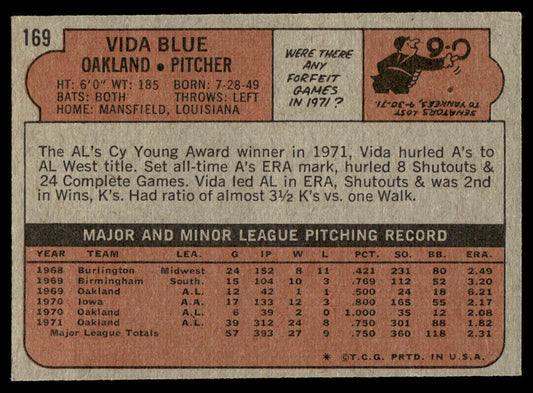 169
VIDA BLUE
OAKLAND • PITCHER
HT: 6'0" WT: 185 BORN: 7-28-49
BATS: BOTH THROWS: LEFT
HOME: MANSFIELD, LOUISIANA
WERE THERE
ANY
FORFEIT
GAMES
IN 1971?
9-0
SENATORS LOST
TO YANKEES, 9-30-71.
The AL's Cy Young Award winner in 1971, Vida hurled A's to
AL West title. Set all-time A's ERA mark, hurled 8 Shutouts &
24 Complete Games. Vida led AL in ERA, Shutouts & was 2nd
in Wins, K's. Had ratio of almost 3½ K's vs. one Walk.
MAJOR AND MINOR LEAGUE PITCHING RECORD
YEAR TEAM LEA. G IP W L PCT. SO. BB. ERA.
1968 Burlington Midwest 24 152 8 11 .421 231 80 2.49
1969 Birmingham South. 15 104 10 3 .769 112 52 3.20
1969 Oakland A.L. 12 42 1 1 .500 24 18 6.21
1970 Iowa A.A. 17 133 12 3 .800 165 55 2.17
1970 Oakland A.L. 6 39 2 0 1.000 35 12 2.08
1971 Oakland A.L. 39 312 24 8 .750 301 88 1.82
Major League Totals 57 393 27 9 .750 360 118 2.31
* © T.C.G. PRTD. IN U.S.A.